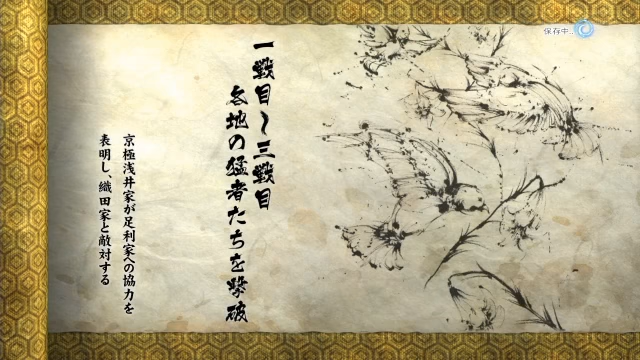 保存中..
一戦目～三戦目
各地の猛者たちを撃破
京極浅井家が足利家への協力を
表明し、織田家と敵対する